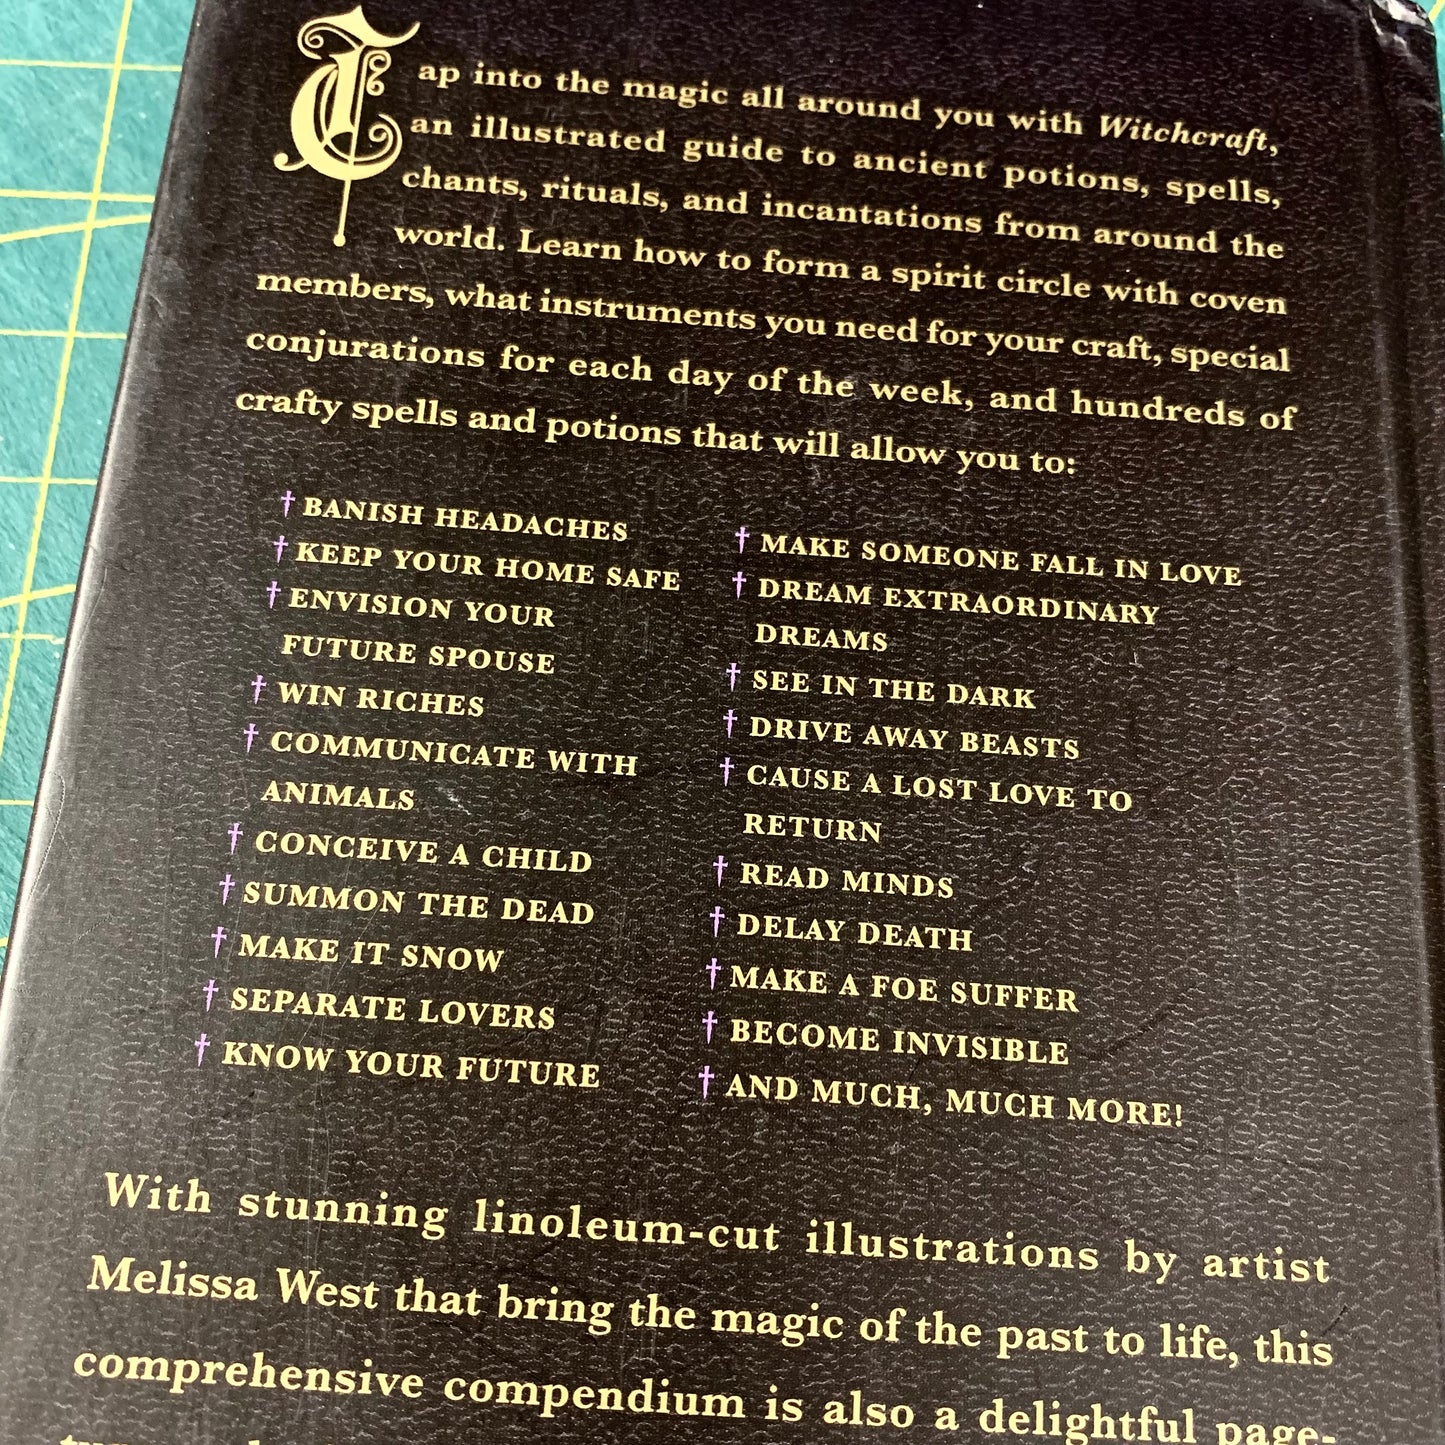 Tap into the magic all around you with Witchcraft,
an illustrated guide to ancient potions, spells,
chants, rituals, and incantations from around the
world. Learn how to form a spirit circle with coven
members, what instruments you need for your craft, special
conjurations for each day of the week, and hundreds of
crafty spells and potions that will allow you to:
† BANISH HEADACHES
† KEEP YOUR HOME SAFE
† ENVISION YOUR
FUTURE SPOUSE
† WIN RICHES
† COMMUNICATE WITH
ANIMALS
† CONCEIVE A CHILD
† SUMMON THE DEAD
† MAKE IT SNOW
† SEPARATE LOVERS
† KNOW YOUR FUTURE
† MAKE SOMEONE FALL IN LOVE
† DREAM EXTRAORDINARY
DREAMS
† SEE IN THE DARK
† DRIVE AWAY BEASTS
† CAUSE A LOST LOVE TO
RETURN
† READ MINDS
† DELAY DEATH
† MAKE A FOE SUFFER
† BECOME INVISIBLE
† AND MUCH, MUCH MORE!
With stunning linoleum-cut illustrations by artist
Melissa West that bring the magic of the past to life, this
comprehensive compendium is also a delightful page-